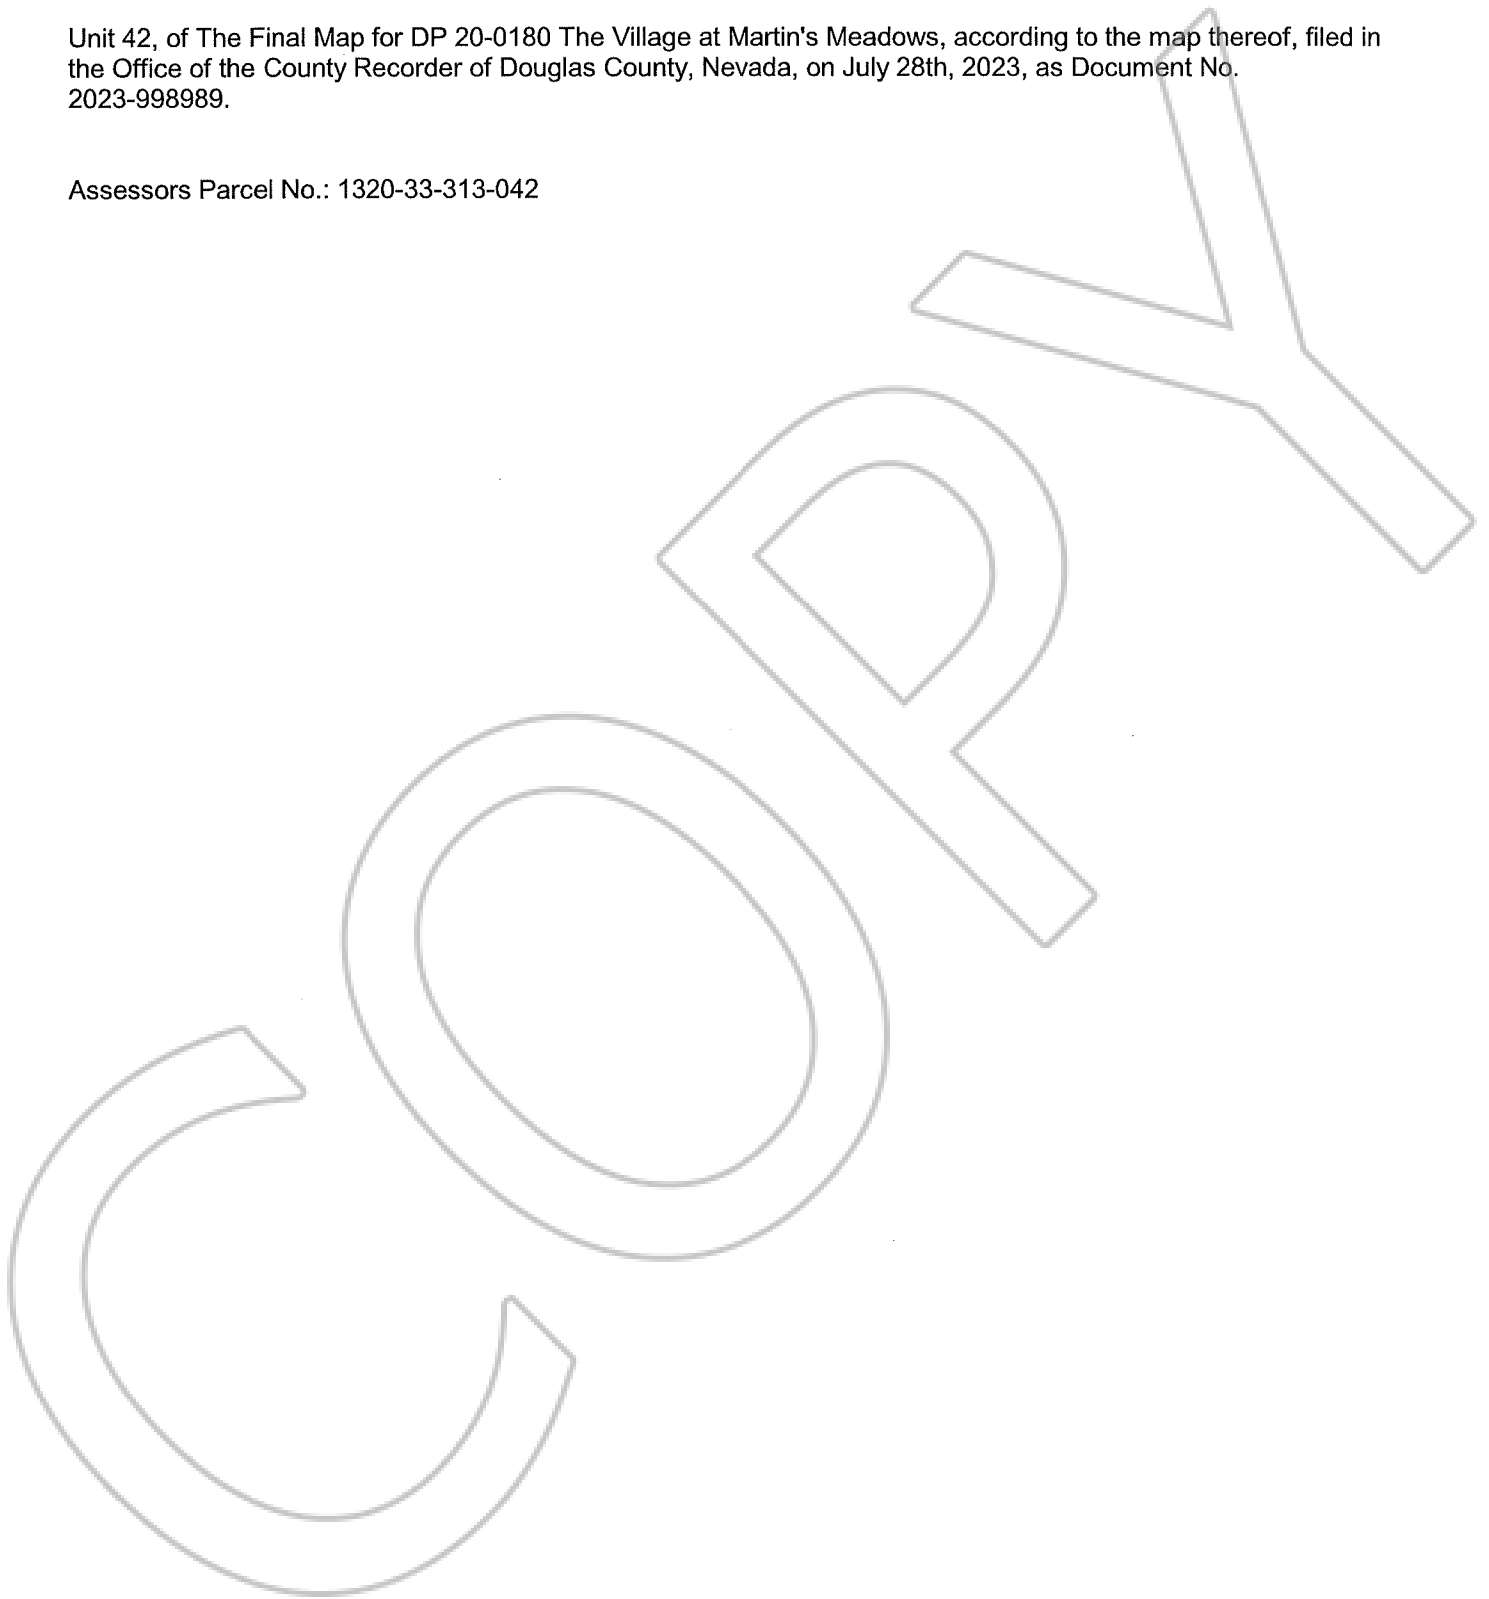 Unit 42, of The Final Map for DP 20-0180 The Village at Martin's Meadows, according to the map thereof, filed in
the Office of the County Recorder of Douglas County, Nevada, on July 28th, 2023, as Document No.
2023-998989.
Assessors Parcel No.: 1320-33-313-042
COPY